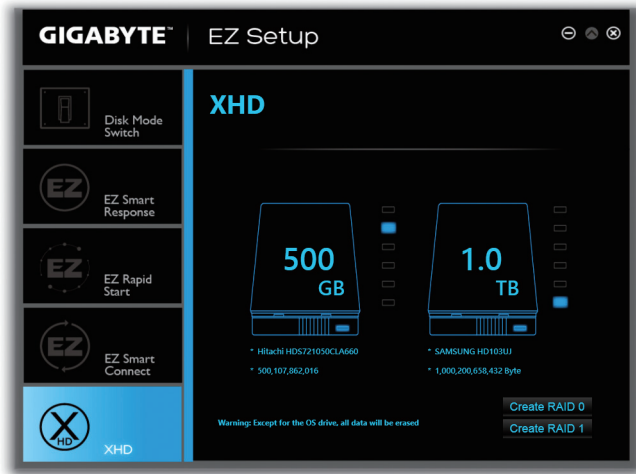 GIGABYTE™ EZ Setup
Disk Mode
Switch
EZ
EZ Smart
Response
EZ
EZ Rapid
Start
EZ
EZ Smart
Connect
X
HD
XHD
XHD
500
GB
1.0
TB
* Hitachi HDS721050CLA660
* 500,107,862,016
* SAMSUNG HD103UJ
* 1,000,200,658,432 Byte
Warning: Except for the OS drive, all data will be erased
Create RAID 0
Create RAID 1